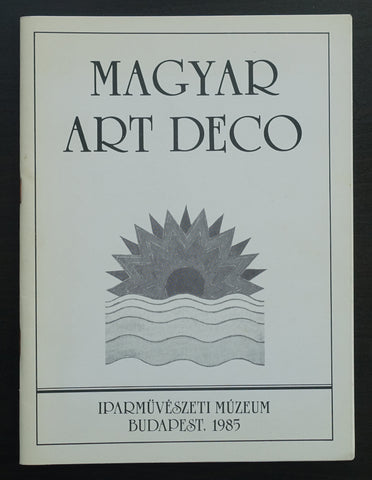 MAGYAR
ART DECO
IPARMŰVÉSZETI MÚZEUM
BUDAPEST. 1985